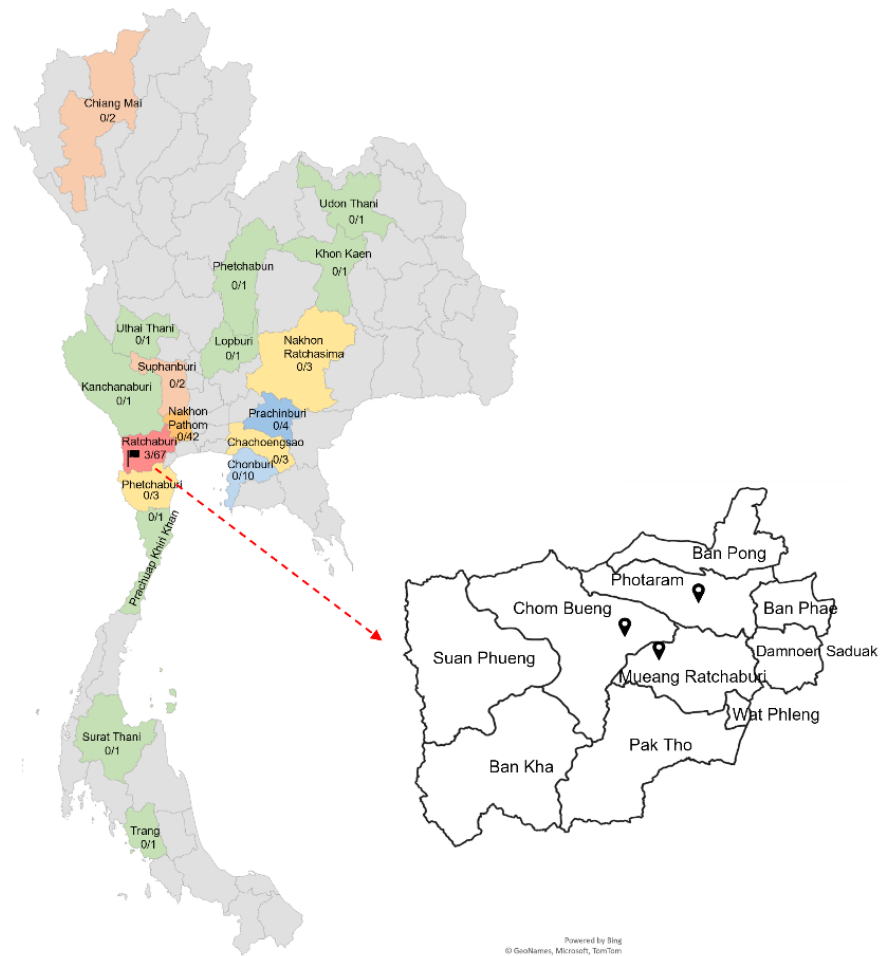 Chiang Mai
0/2
Udon Thani
0/1
Khon Kaen
0/1
Phetchabun
0/1
Uthai Thani
0/1
Lopburi
0/1
Nakhon
Ratchasima
0/3
Suphanburi
0/2
Kanchanaburi
0/1
Nakhon
Pathom
0/42
Prachinburi
0/4
Ratchaburi
3/67
Chachoengsao
0/3
Chonburi
0/10
Phetchaburi
0/3
0/1
Prachuap Khiri Khan
Surat Thani
0/1
Trang
0/1
Ban Pong
Photaram
Chom Bueng
Ban Phae
Suan Phueng
Damnoen Saduak
Mueang Ratchaburi
Wat Phleng
Pak Tho
Ban Kha
Powered by Bing
© GeoNames, Microsoft, TomTom